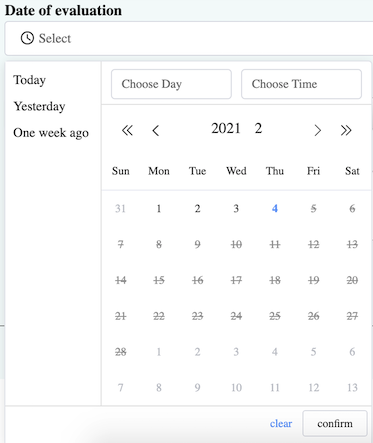 Date of evaluation
Select
Today
Yesterday
One week ago
Choose Day Choose Time
2021 2
Sun Mon Tue Wed Thu Fri Sat
31 1 2 3 4 5 6
7 8 9 10 11 12 13
14 15 16 17 18 19 20
21 22 23 24 25 26 27
28 1 2 3 4 5 6
7 8 9 10 11 12 13
clear confirm